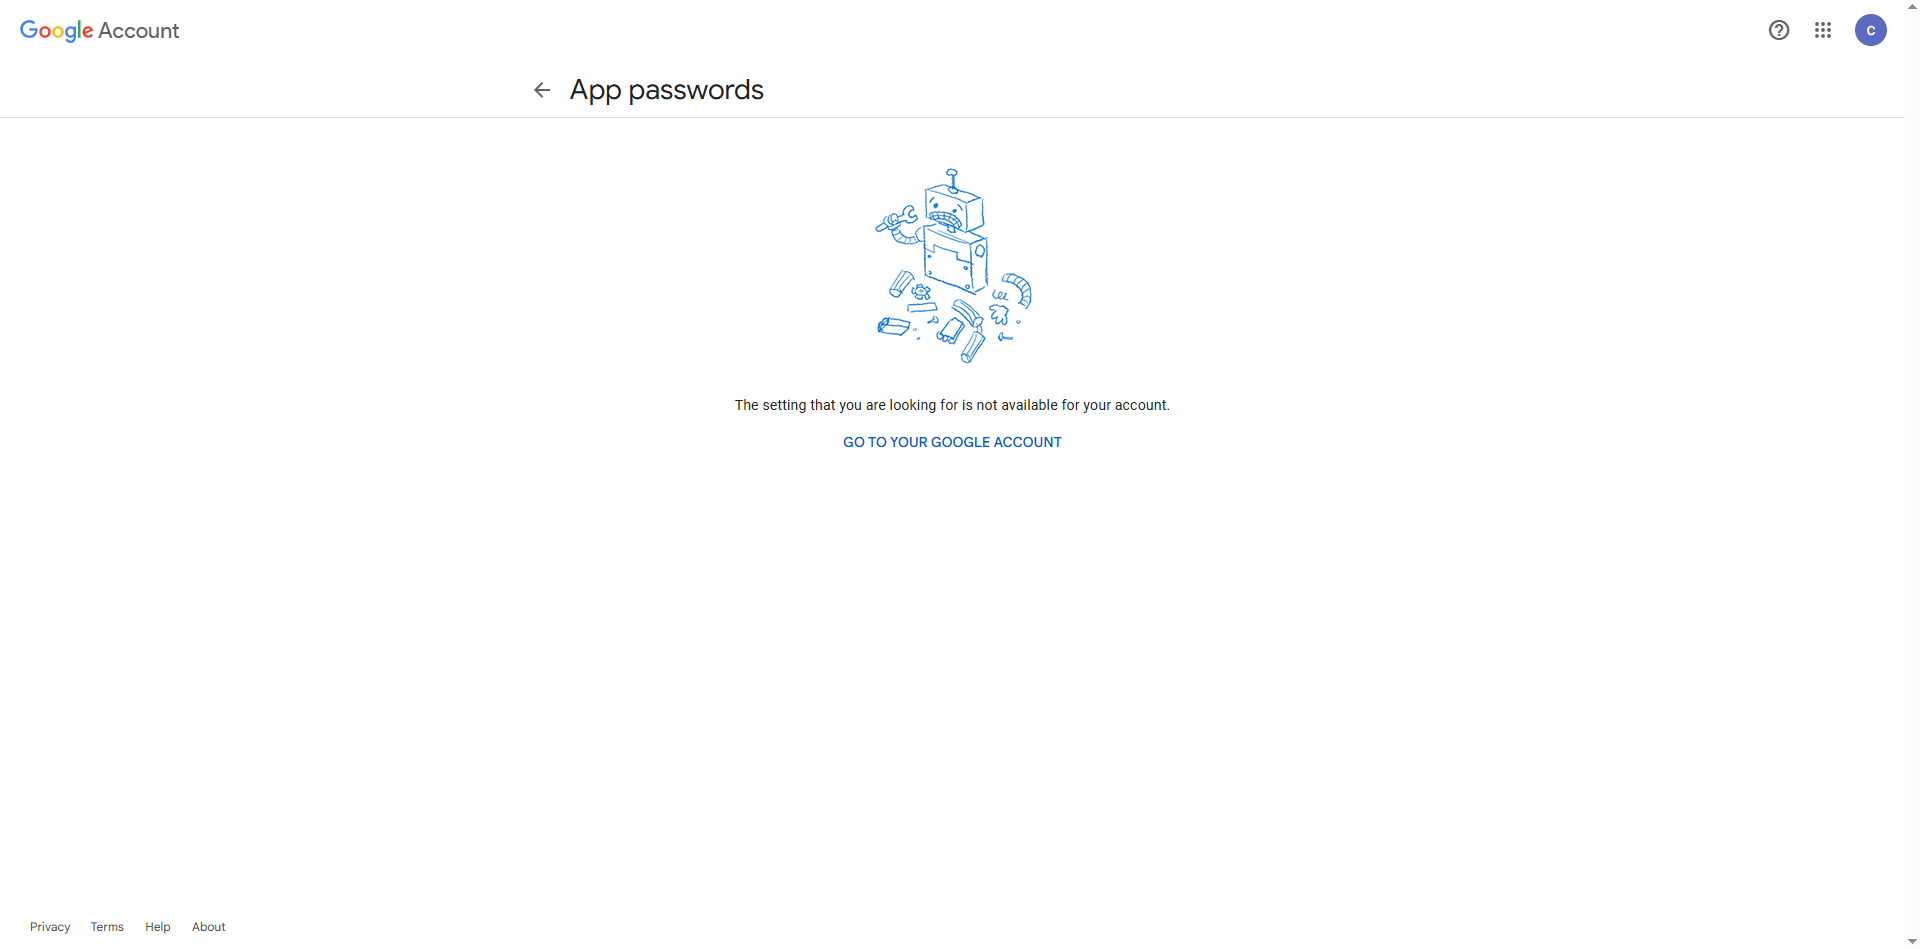 Google Account
C
App passwords
The setting that you are looking for is not available for your account.
GO TO YOUR GOOGLE ACCOUNT
Privacy Terms Help About